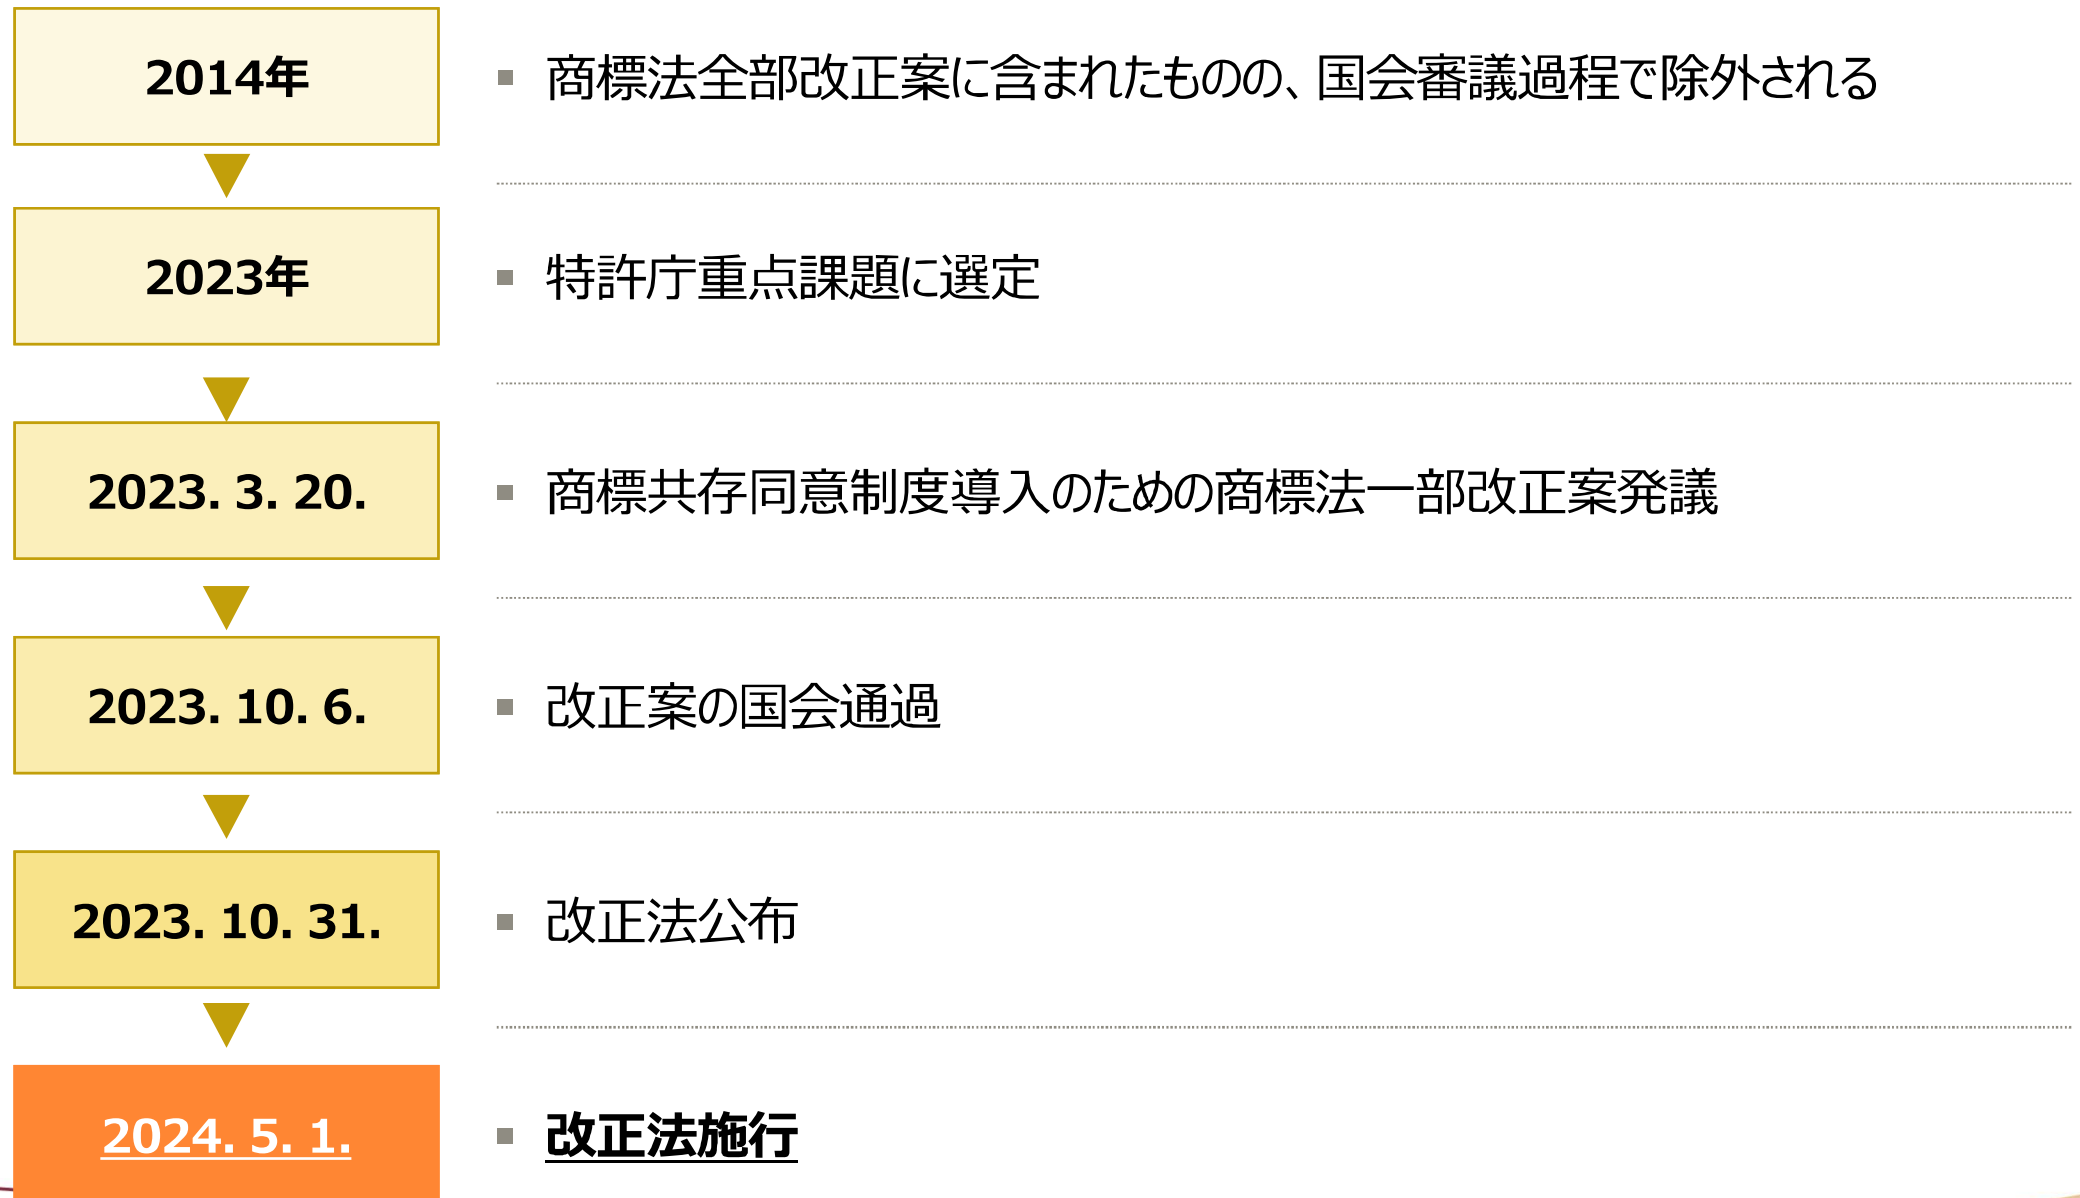 2014年
商標法全部改正案に含まれたものの、国会審議過程で除外される
2023年
特許庁重点課題に選定
2023. 3. 20.
商標共存同意制度導入のための商標法一部改正案発議
2023. 10. 6.
改正案の国会通過
2023. 10. 31.
改正法公布
2024. 5. 1.
改正法施行